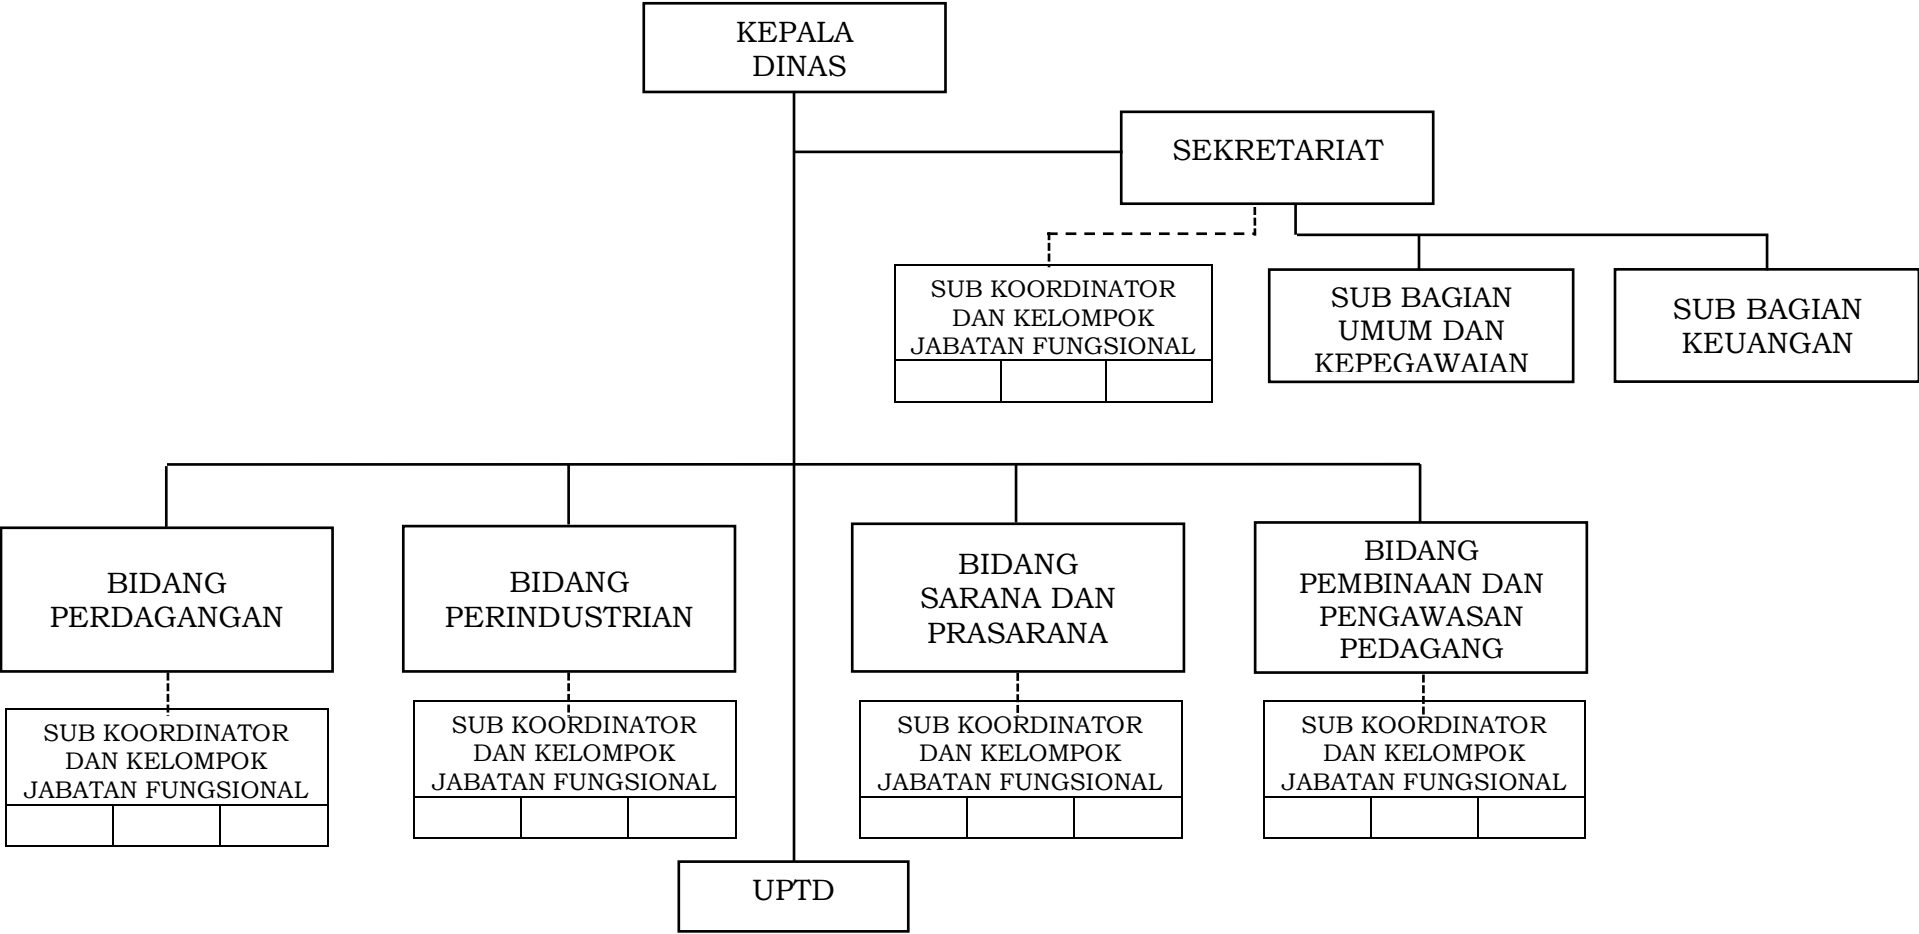 KEPALA
DINAS
SEKRETARIAT
SUB KOORDINATOR
DAN KELOMPOK
JABATAN FUNGSIONAL
SUB BAGIAN
UMUM DAN
KEPEGAWAIAN
SUB BAGIAN
KEUANGAN
BIDANG
PERDAGANGAN
BIDANG
PERINDUSTRIAN
BIDANG
SARANA DAN
PRASARANA
BIDANG
PEMBINAAN DAN
PENGAWASAN
PEDAGANG
SUB KOORDINATOR
DAN KELOMPOK
JABATAN FUNGSIONAL
SUB KOORDINATOR
DAN KELOMPOK
JABATAN FUNGSIONAL
SUB KOORDINATOR
DAN KELOMPOK
JABATAN FUNGSIONAL
SUB KOORDINATOR
DAN KELOMPOK
JABATAN FUNGSIONAL
UPTD